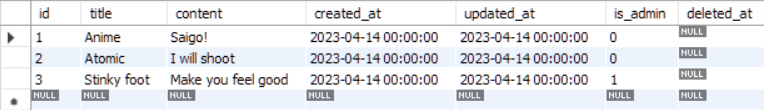 id title content created_at updated_at is_admin deleted_at
1 Anime Saigo! 2023-04-14 00:00:00 2023-04-14 00:00:00 0 NULL
2 Atomic I will shoot 2023-04-14 00:00:00 2023-04-14 00:00:00 0 NULL
3 Stinky foot Make you feel good 2023-04-14 00:00:00 2023-04-14 00:00:00 1 NULL
NULL NULL NULL NULL NULL NULL NULL